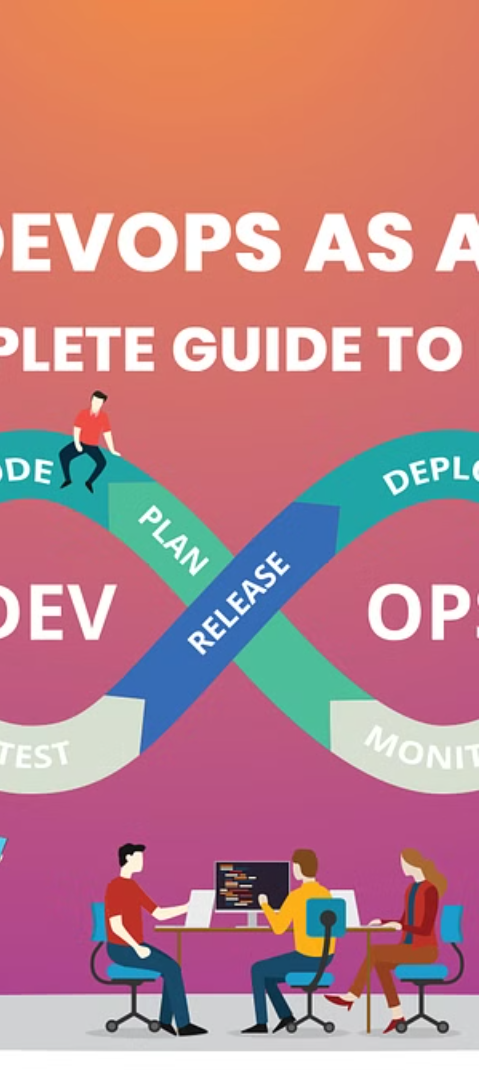 DEVOPS AS A
PLETE GUIDE TO
ODE
PLAN
RELEASE
DEPLO
DEV
OPS
TEST
MONIT